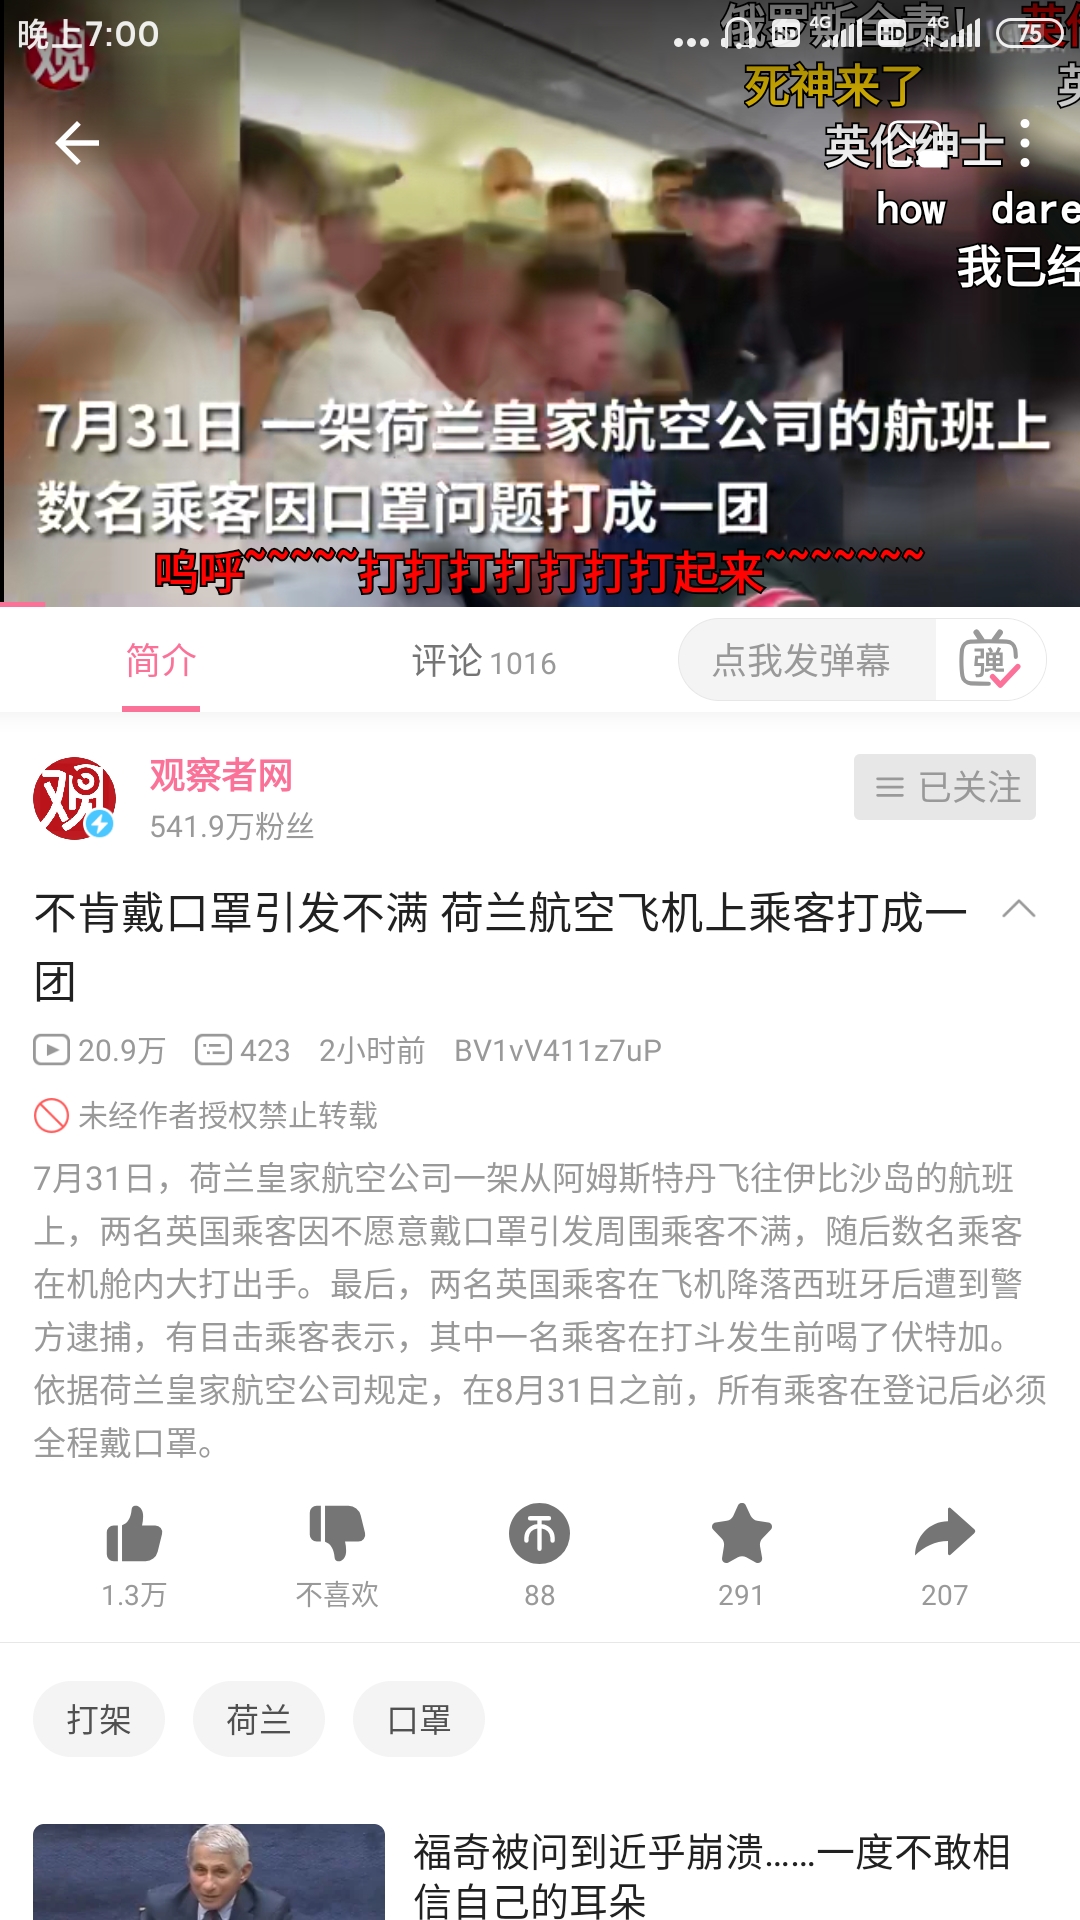 晚上7:00
HD 4G HD 4G 75
俄罗斯全责！
死神来了
英伦绅士
how dare
我已经
7月31日 一架荷兰皇家航空公司的航班上
数名乘客因口罩问题打成一团
呜呼~~~~~打打打打打打打起来~~~~~~~
简介
评论 1016
点我发弹幕
弹
观察者网
已关注
541.9万粉丝
不肯戴口罩引发不满 荷兰航空飞机上乘客打成一
团
20.9万 423 2小时前 BV1vV411z7uP
未经作者授权禁止转载
7月31日，荷兰皇家航空公司一架从阿姆斯特丹飞往伊比沙岛的航班
上，两名英国乘客因不愿意戴口罩引发周围乘客不满，随后数名乘客
在机舱内大打出手。最后，两名英国乘客在飞机降落西班牙后遭到警
方逮捕，有目击乘客表示，其中一名乘客在打斗发生前喝了伏特加。
依据荷兰皇家航空公司规定，在8月31日之前，所有乘客在登记后必须
全程戴口罩。
1.3万 不喜欢 88 291 207
打架 荷兰 口罩
福奇被问到近乎崩溃……一度不敢相
信自己的耳朵